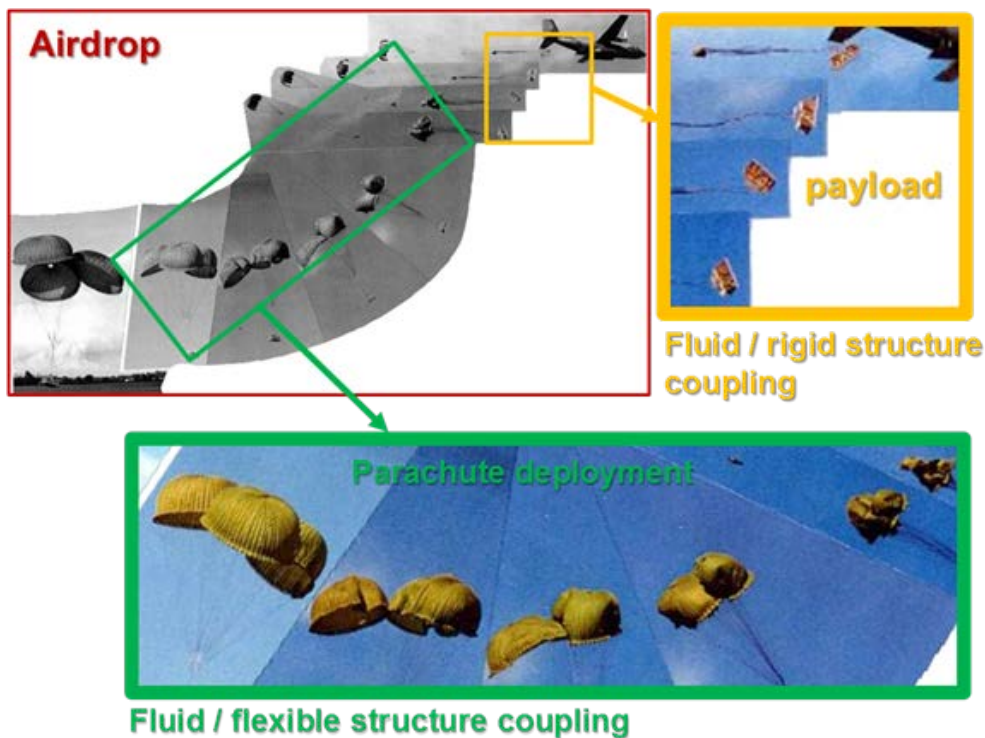 Airdrop
payload
Fluid / rigid structure
coupling
Parachute deployment
Fluid / flexible structure coupling